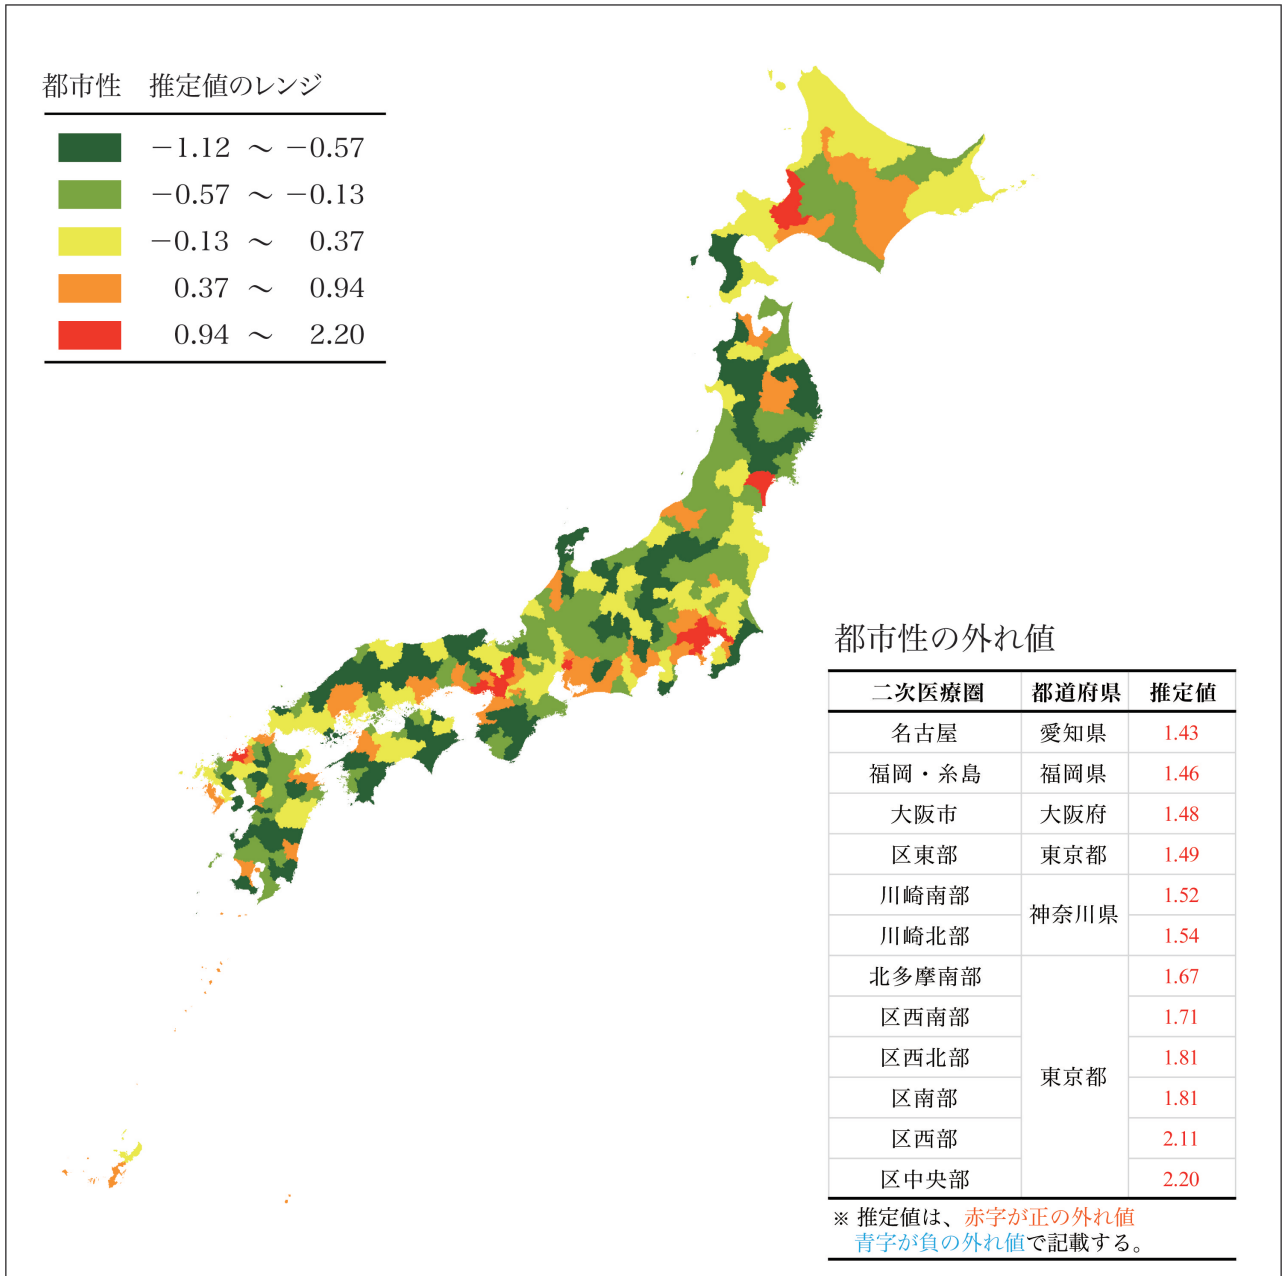 都市性 推定値のレンジ
−1.12 ～ −0.57
−0.57 ～ −0.13
−0.13 ～ 0.37
0.37 ～ 0.94
0.94 ～ 2.20
都市性の外れ値
二次医療圏 都道府県 推定値
名古屋 愛知県 1.43
福岡・糸島 福岡県 1.46
大阪市 大阪府 1.48
区東部 東京都 1.49
川崎南部 神奈川県 1.52
川崎北部 1.54
北多摩南部 東京都 1.67
区西南部 1.71
区西北部 1.81
区南部 1.81
区西部 2.11
区中央部 2.20
※ 推定値は、赤字が正の外れ値
青字が負の外れ値で記載する。